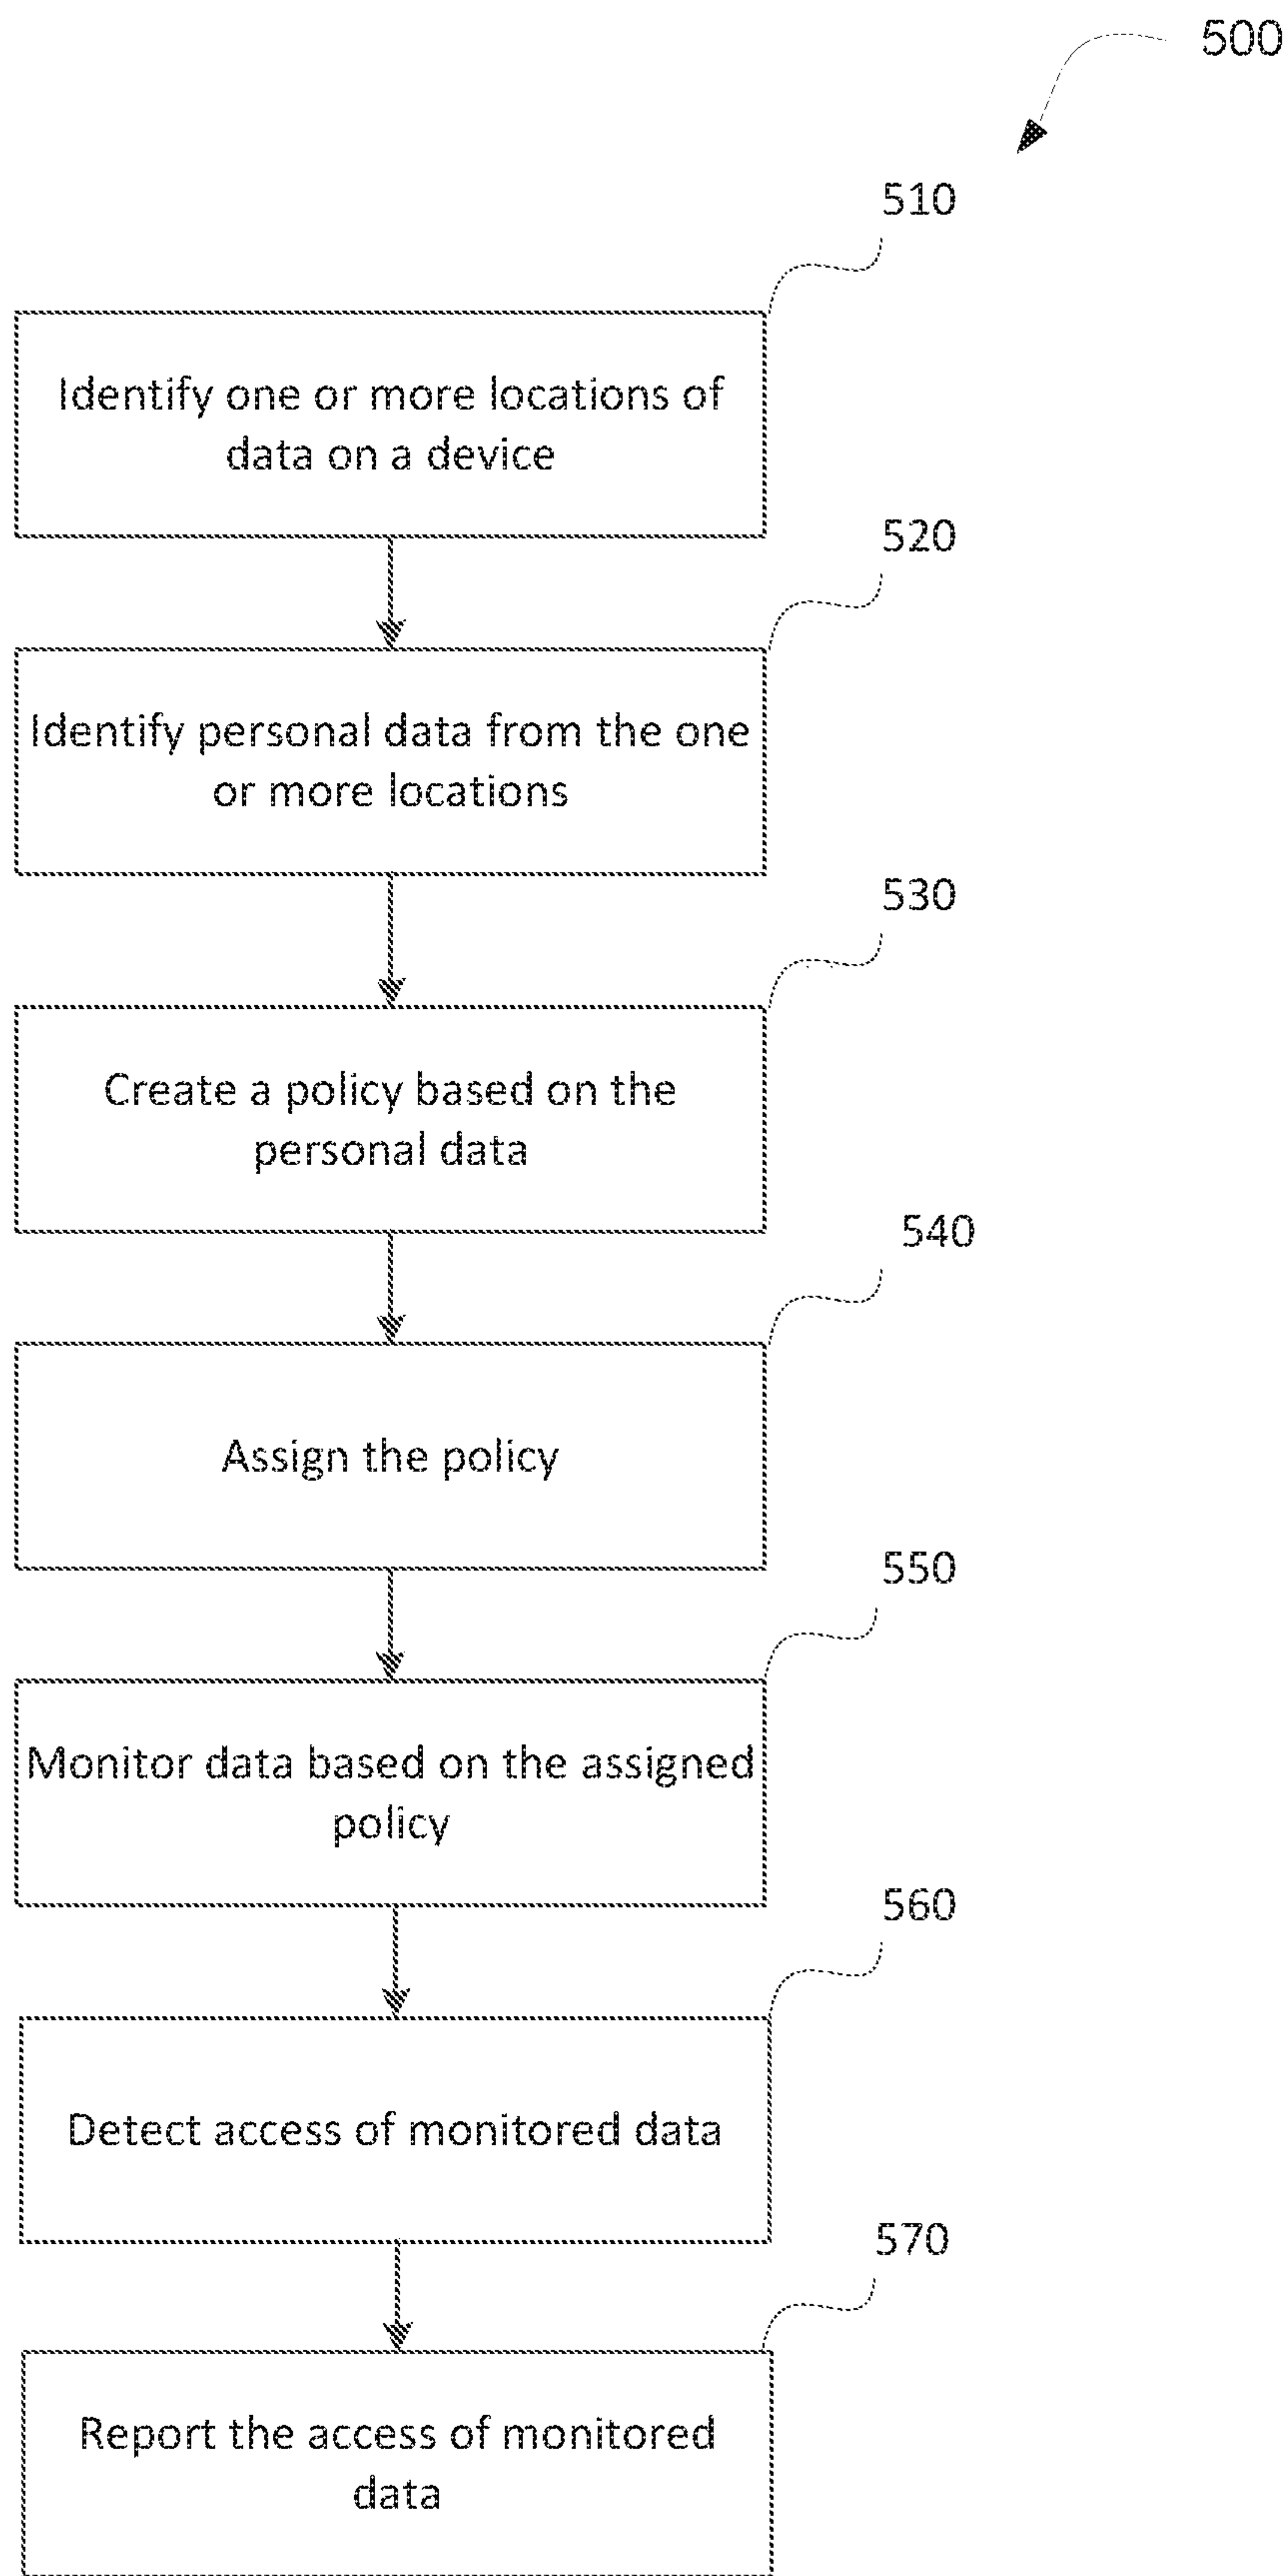 500
510
Identify one or more locations of
data on a device
520
Identify personal data from the one
or more locations
530
Create a policy based on the
personal data
540
Assign the policy
550
Monitor data based on the assigned
policy
560
Detect access of monitored data
570
Report the access of monitored
data